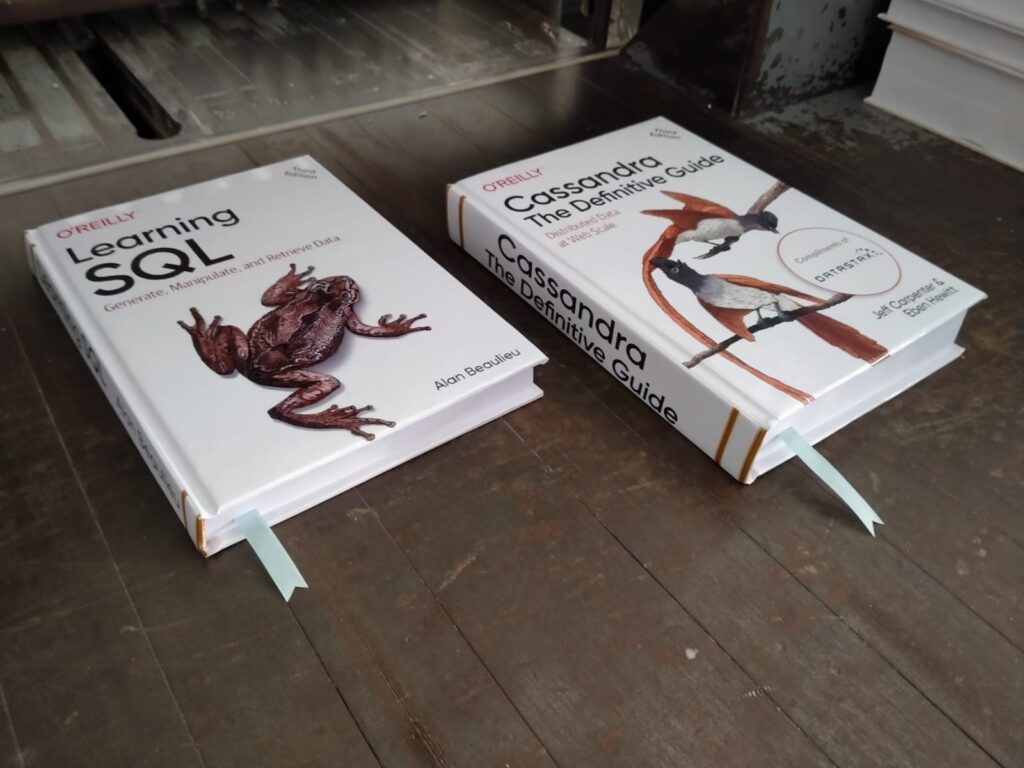 O'REILLY
Third
Edition
Learning
SQL
Generate, Manipulate, and Retrieve Data
Alan Beaulieu
O'REILLY
Third
Edition
Cassandra
The Definitive Guide
Distributed Data
at Web Scale
Compliments of
DATASTAX
Jeff Carpenter &
Eben Hewitt
Cassandra
The Definitive Guide